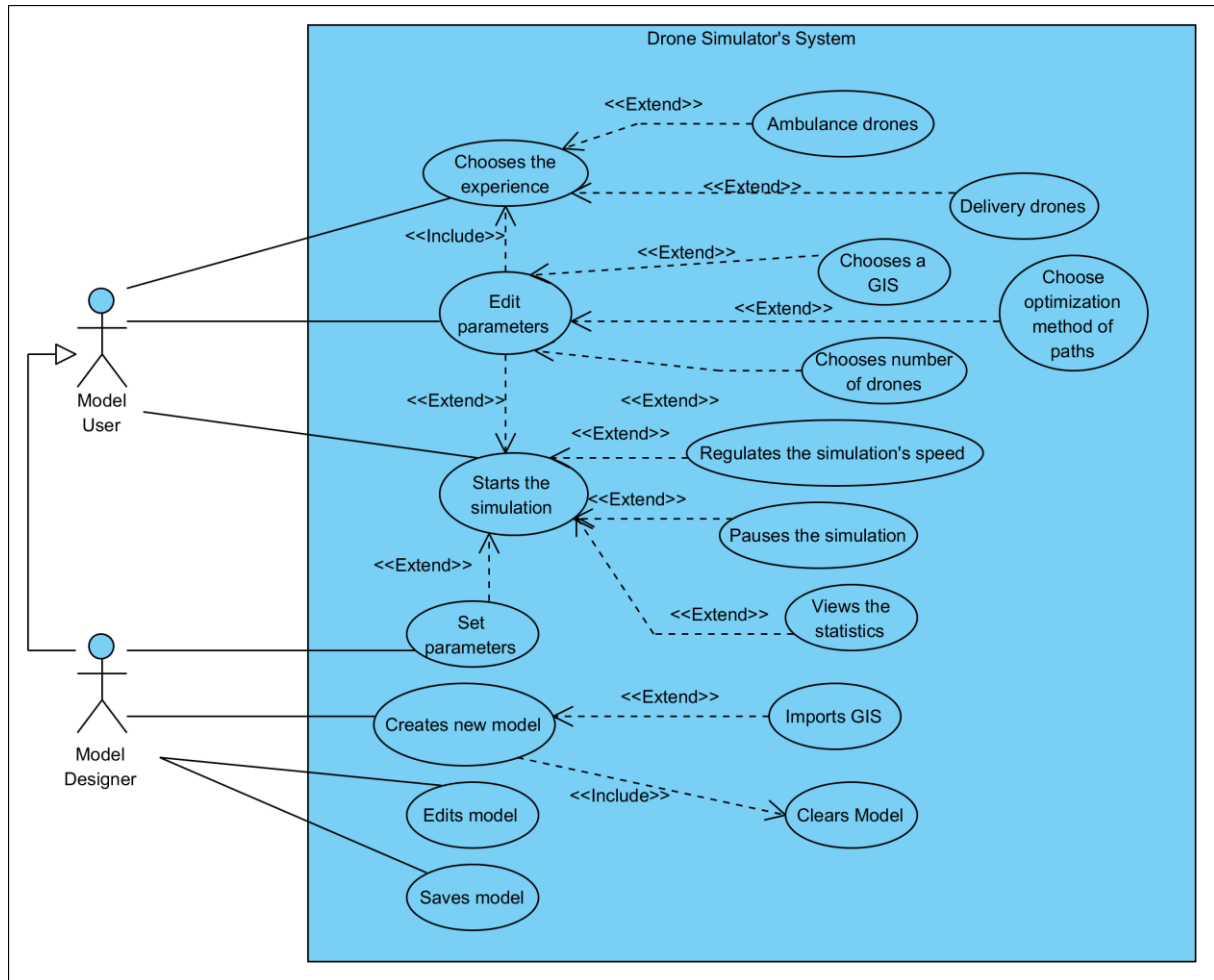 Drone Simulator's System
<<Extend>>
Ambulance drones
Chooses the
experience
<<Extend>>
Delivery drones
<<Include>>
<<Extend>>
Chooses a
GIS
Choose
optimization
method of
paths
Edit
parameters
<<Extend>>
Chooses number
of drones
Model
User
<<Extend>>
<<Extend>>
<<Extend>>
Regulates the simulation's speed
Starts the
simulation
<<Extend>>
Pauses the simulation
<<Extend>>
<<Extend>>
Views the
statistics
Set
parameters
<<Extend>>
Creates new model
Imports GIS
Model
Designer
<<Include>>
Edits model
Clears Model
Saves model